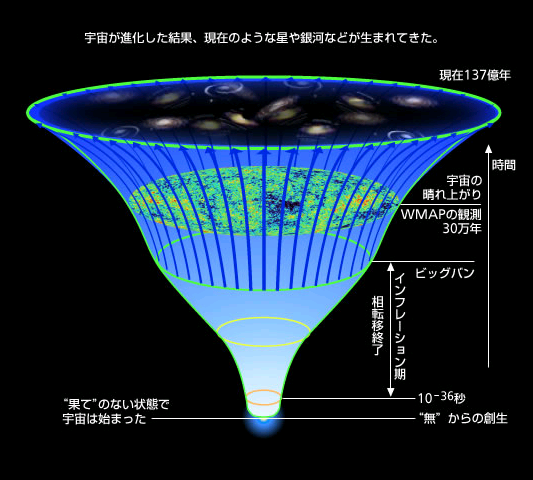 宇宙が進化した結果、現在のような星や銀河などが生まれてきた。
現在137億年
時間
宇宙の
晴れ上がり
WMAPの観測
30万年
ビッグバン
インフレーション期
相転移終了
10⁻³⁶秒
“果て”のない状態で
宇宙は始まった
“無”からの創生